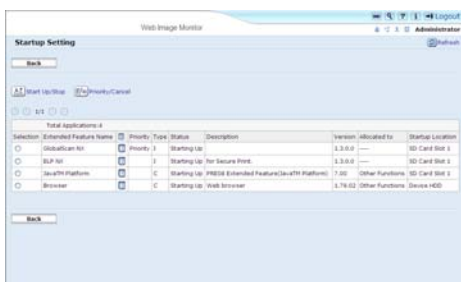 Logout
Web Image Monitor
Administrator
Startup Setting
Refresh
Back
Start Up/Stop Priority/Cancel
1/1
Total Applications:4
Selection Extended Feature Name Priority Type Status Description Version Allocated to Startup Location
GlobalScan NX Priority J Starting Up 1.3.0.0 ---- SD Card Slot 1
ELP NX J Starting Up for Secure Print 1.3.0.0 ---- SD Card Slot 1
JavaTM Platform C Starting Up Extended Feature(JavaTM Platform) 7.00 Other Functions SD Card Slot 1
Browser C Starting Up Web browser Other Functions Device HDD
Back